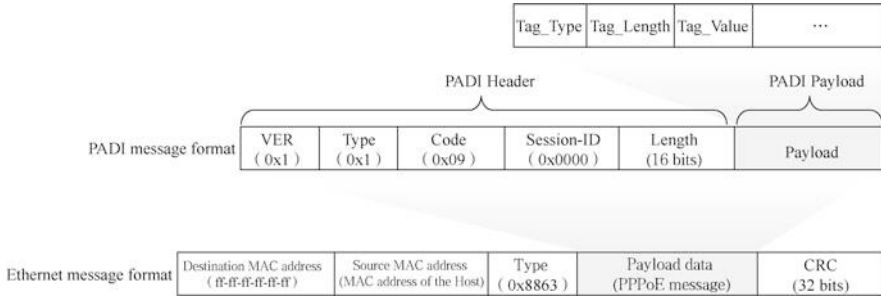 Tag_Type Tag_Length Tag_Value ...
PADI Header PADI Payload
PADI message format
VER Type Code Session-ID Length
( 0x1 ) ( 0x1 ) ( 0x09 ) ( 0x0000 ) (16 bits)
Payload
Ethernet message format
Destination MAC address Source MAC address Type Payload data CRC
( ff-ff-ff-ff-ff-ff ) (MAC address of the Host) ( 0x8863 ) (PPPoE message) (32 bits)